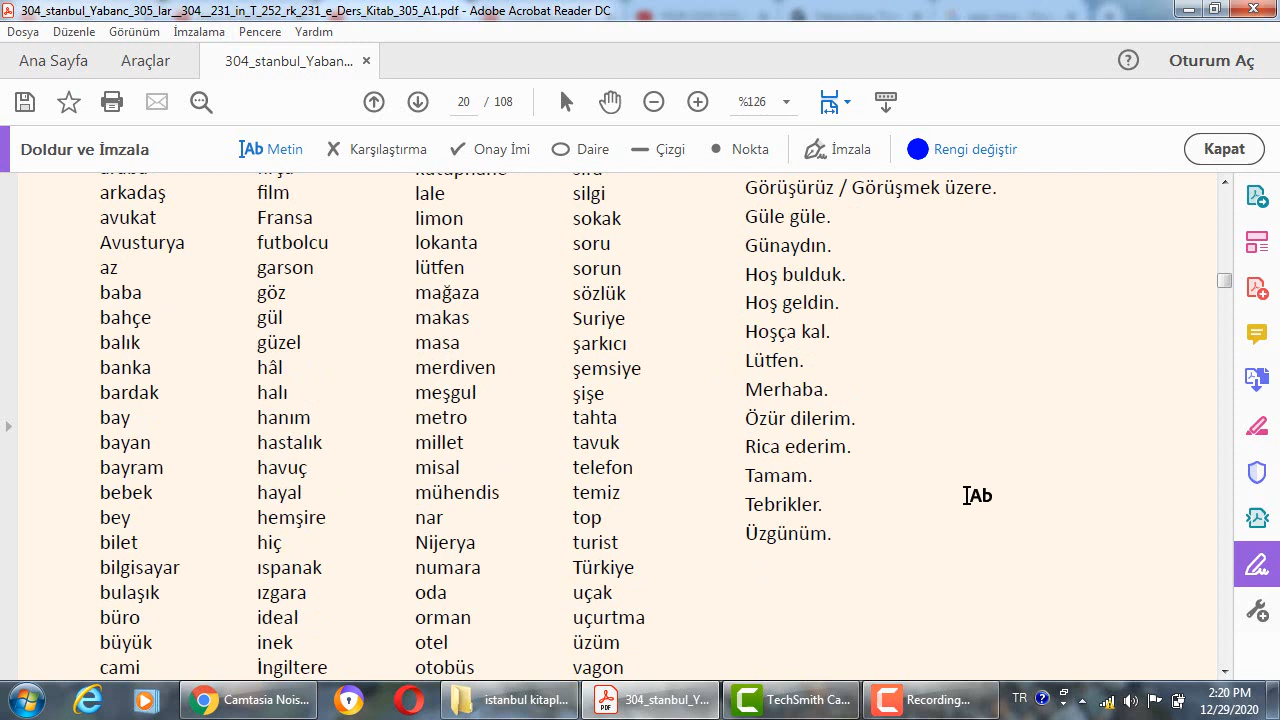 304_stanbul_Yabanc_305_lar__304__231_in_T_252_rk_231_e_Ders_Kitab_305_A1.pdf - Adobe Acrobat Reader DC
Dosya Düzenle Görünüm İmzalama Pencere Yardım
Ana Sayfa Araçlar 304_stanbul_Yaban... × ? Oturum Aç
20 / 108 %126
Doldur ve İmzala Ab Metin Karşılaştırma Onay İmi Daire Çizgi Nokta İmzala Rengi değiştir Kapat
arkadaş
avukat
Avusturya
az
baba
bahçe
balık
banka
bardak
bay
bayan
bayram
bebek
bey
bilet
bilgisayar
bulaşık
büro
büyük
cami
film
Fransa
futbolcu
garson
göz
gül
güzel
hâl
halı
hanım
hastalık
havuç
hayal
hemşire
hiç
ıspanak
ızgara
ideal
inek
İngiltere
lale
limon
lokanta
lütfen
mağaza
makas
masa
merdiven
meşgul
metro
millet
misal
mühendis
nar
Nijerya
numara
oda
orman
otel
otobüs
silgi
sokak
soru
sorun
sözlük
Suriye
şarkıcı
şemsiye
şişe
tahta
tavuk
telefon
temiz
top
turist
Türkiye
uçak
uçurtma
üzüm
vagon
Görüşürüz / Görüşmek üzere.
Güle güle.
Günaydın.
Hoş bulduk.
Hoş geldin.
Hoşça kal.
Lütfen.
Merhaba.
Özür dilerim.
Rica ederim.
Tamam.
Tebrikler.
Üzgünüm.
Ab
Camtasia Nois... istanbul kitapl... 304_stanbul_Y... TechSmith Ca... Recording... TR 2:20 PM
12/29/2020